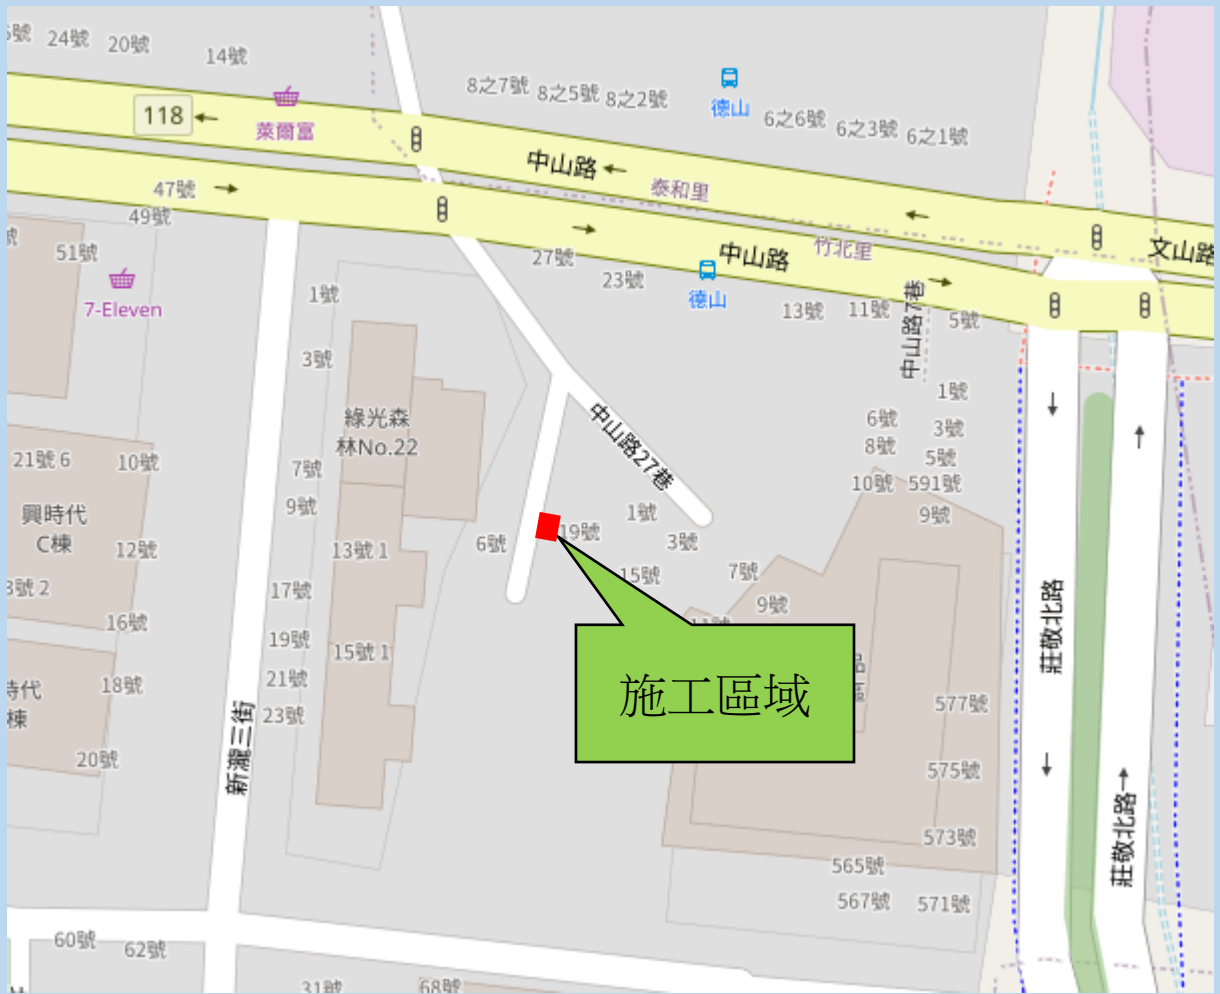 24號
20號
14號
118
萊爾富
8之7號
8之5號
8之2號
德山
6之6號
6之3號
6之1號
中山路
泰和里
47號
49號
51號
7-Eleven
27號
23號
中山路
竹北里
文山路
德山
13號
11號
中山路7巷
5號
1號
3號
綠光森
林No.22
中山路27巷
1號
6號
3號
8號
5號
10號
591號
9號
21號 6
10號
7號
9號
興時代
C棟
12號
13號 1
6號
19號
1號
3號
15號
7號
9號
11號
3號 2
16號
17號
19號
15號 1
21號
23號
時代
棟
18號
20號
新瀧三街
施工區域
品
區
577號
575號
573號
565號
567號
571號
莊敬北路
莊敬北路
60號
62號
31號
68號